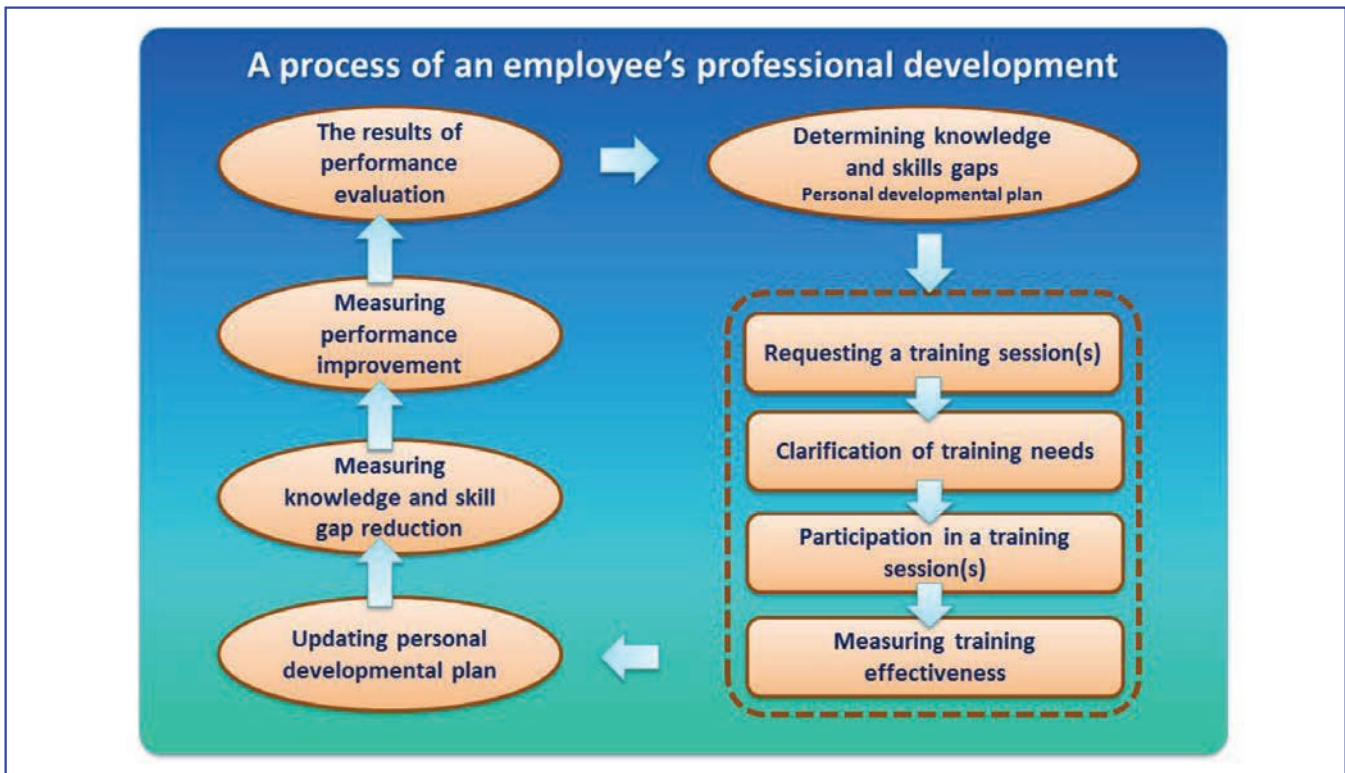 A process of an employee’s professional development
The results of
performance
evaluation
Determining knowledge
and skills gaps
Personal developmental plan
Requesting a training session(s)
Clarification of training needs
Participation in a training
session(s)
Measuring training
effectiveness
Updating personal
developmental plan
Measuring
knowledge and skill
gap reduction
Measuring
performance
improvement